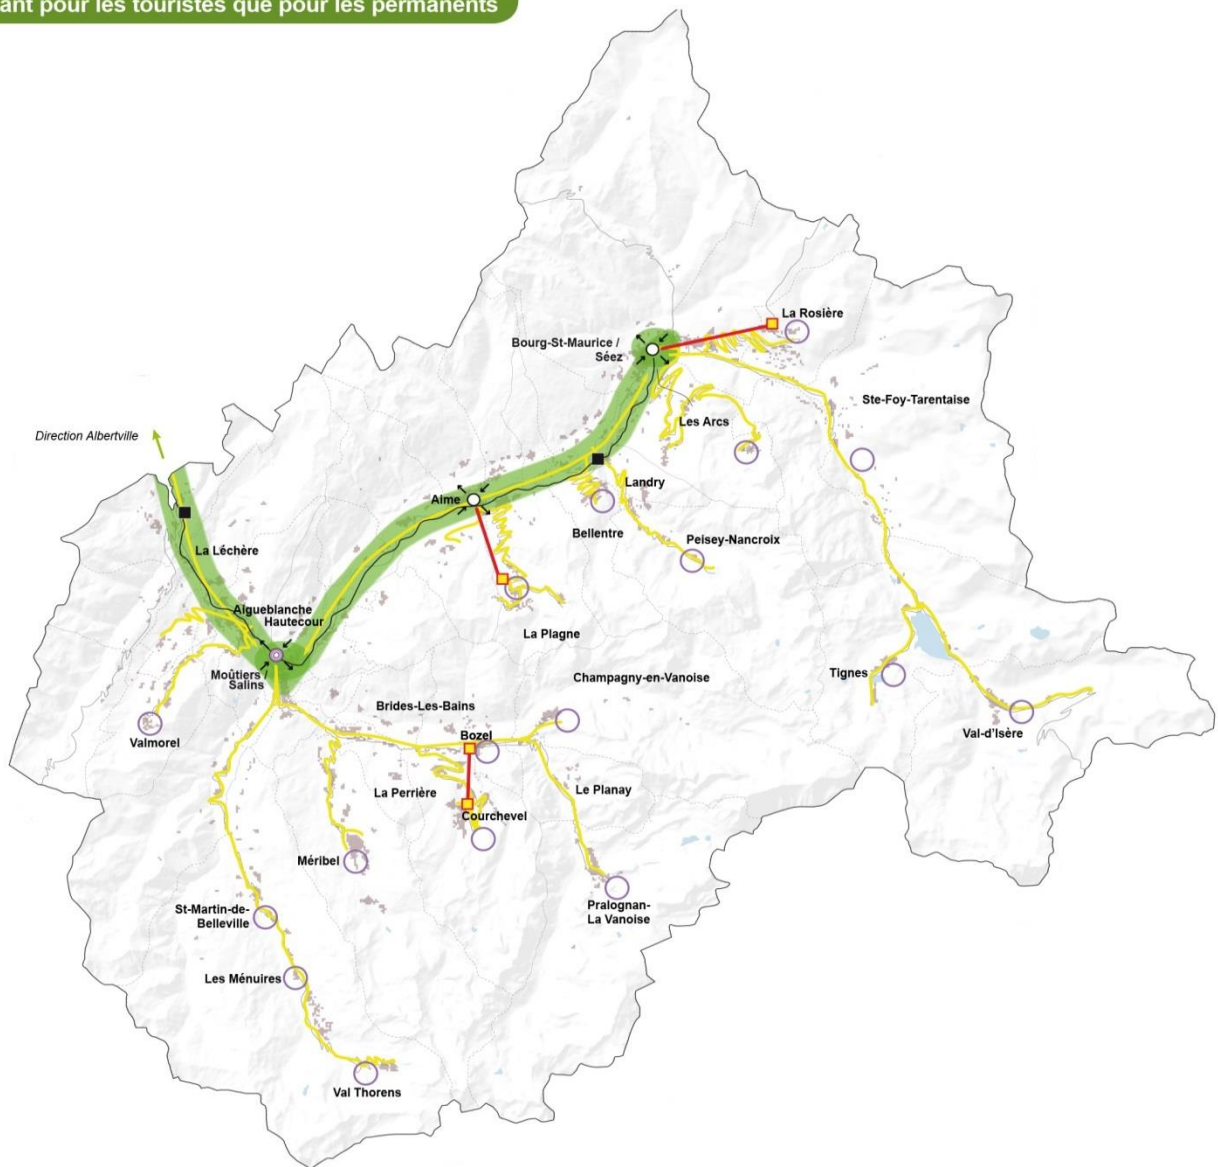 ant pour les touristes que pour les permanents
La Rosière
Bourg-St-Maurice /
Séez
Ste-Foy-Tarentaise
Les Arcs
Direction Albertville
Landry
Aime
Bellentre
Peisey-Nancroix
La Léchère
Aigueblanche
Hautecour
La Plagne
Moûtiers /
Salins
Tignes
Champagny-en-Vanoise
Brides-Les-Bains
Val-d'Isère
Valmorel
Bozel
La Perrière
Le Planay
Courchevel
Méribel
Pralognan-
La Vanoise
St-Martin-de-
Belleville
Les Ménuires
Val Thorens